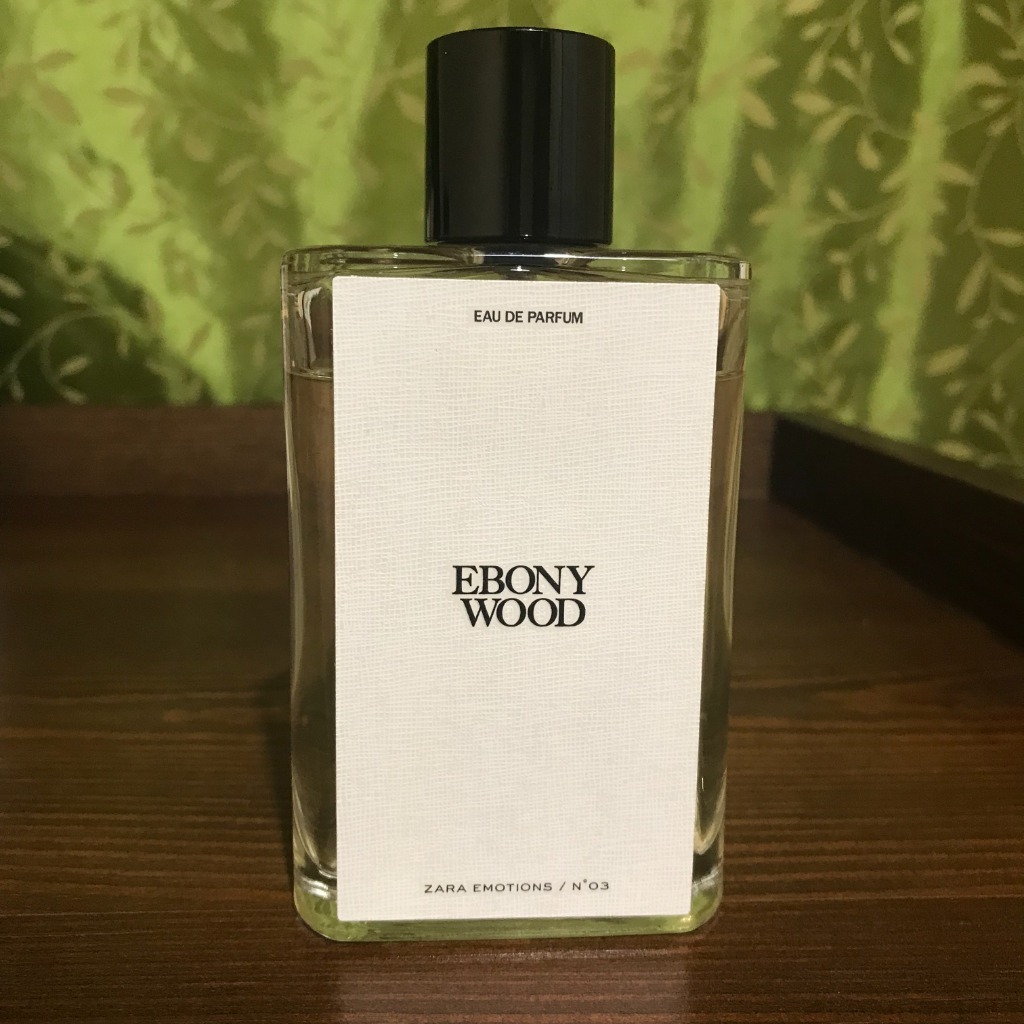 EAU DE PARFUM
EBONY
WOOD
ZARA EMOTIONS / N°03